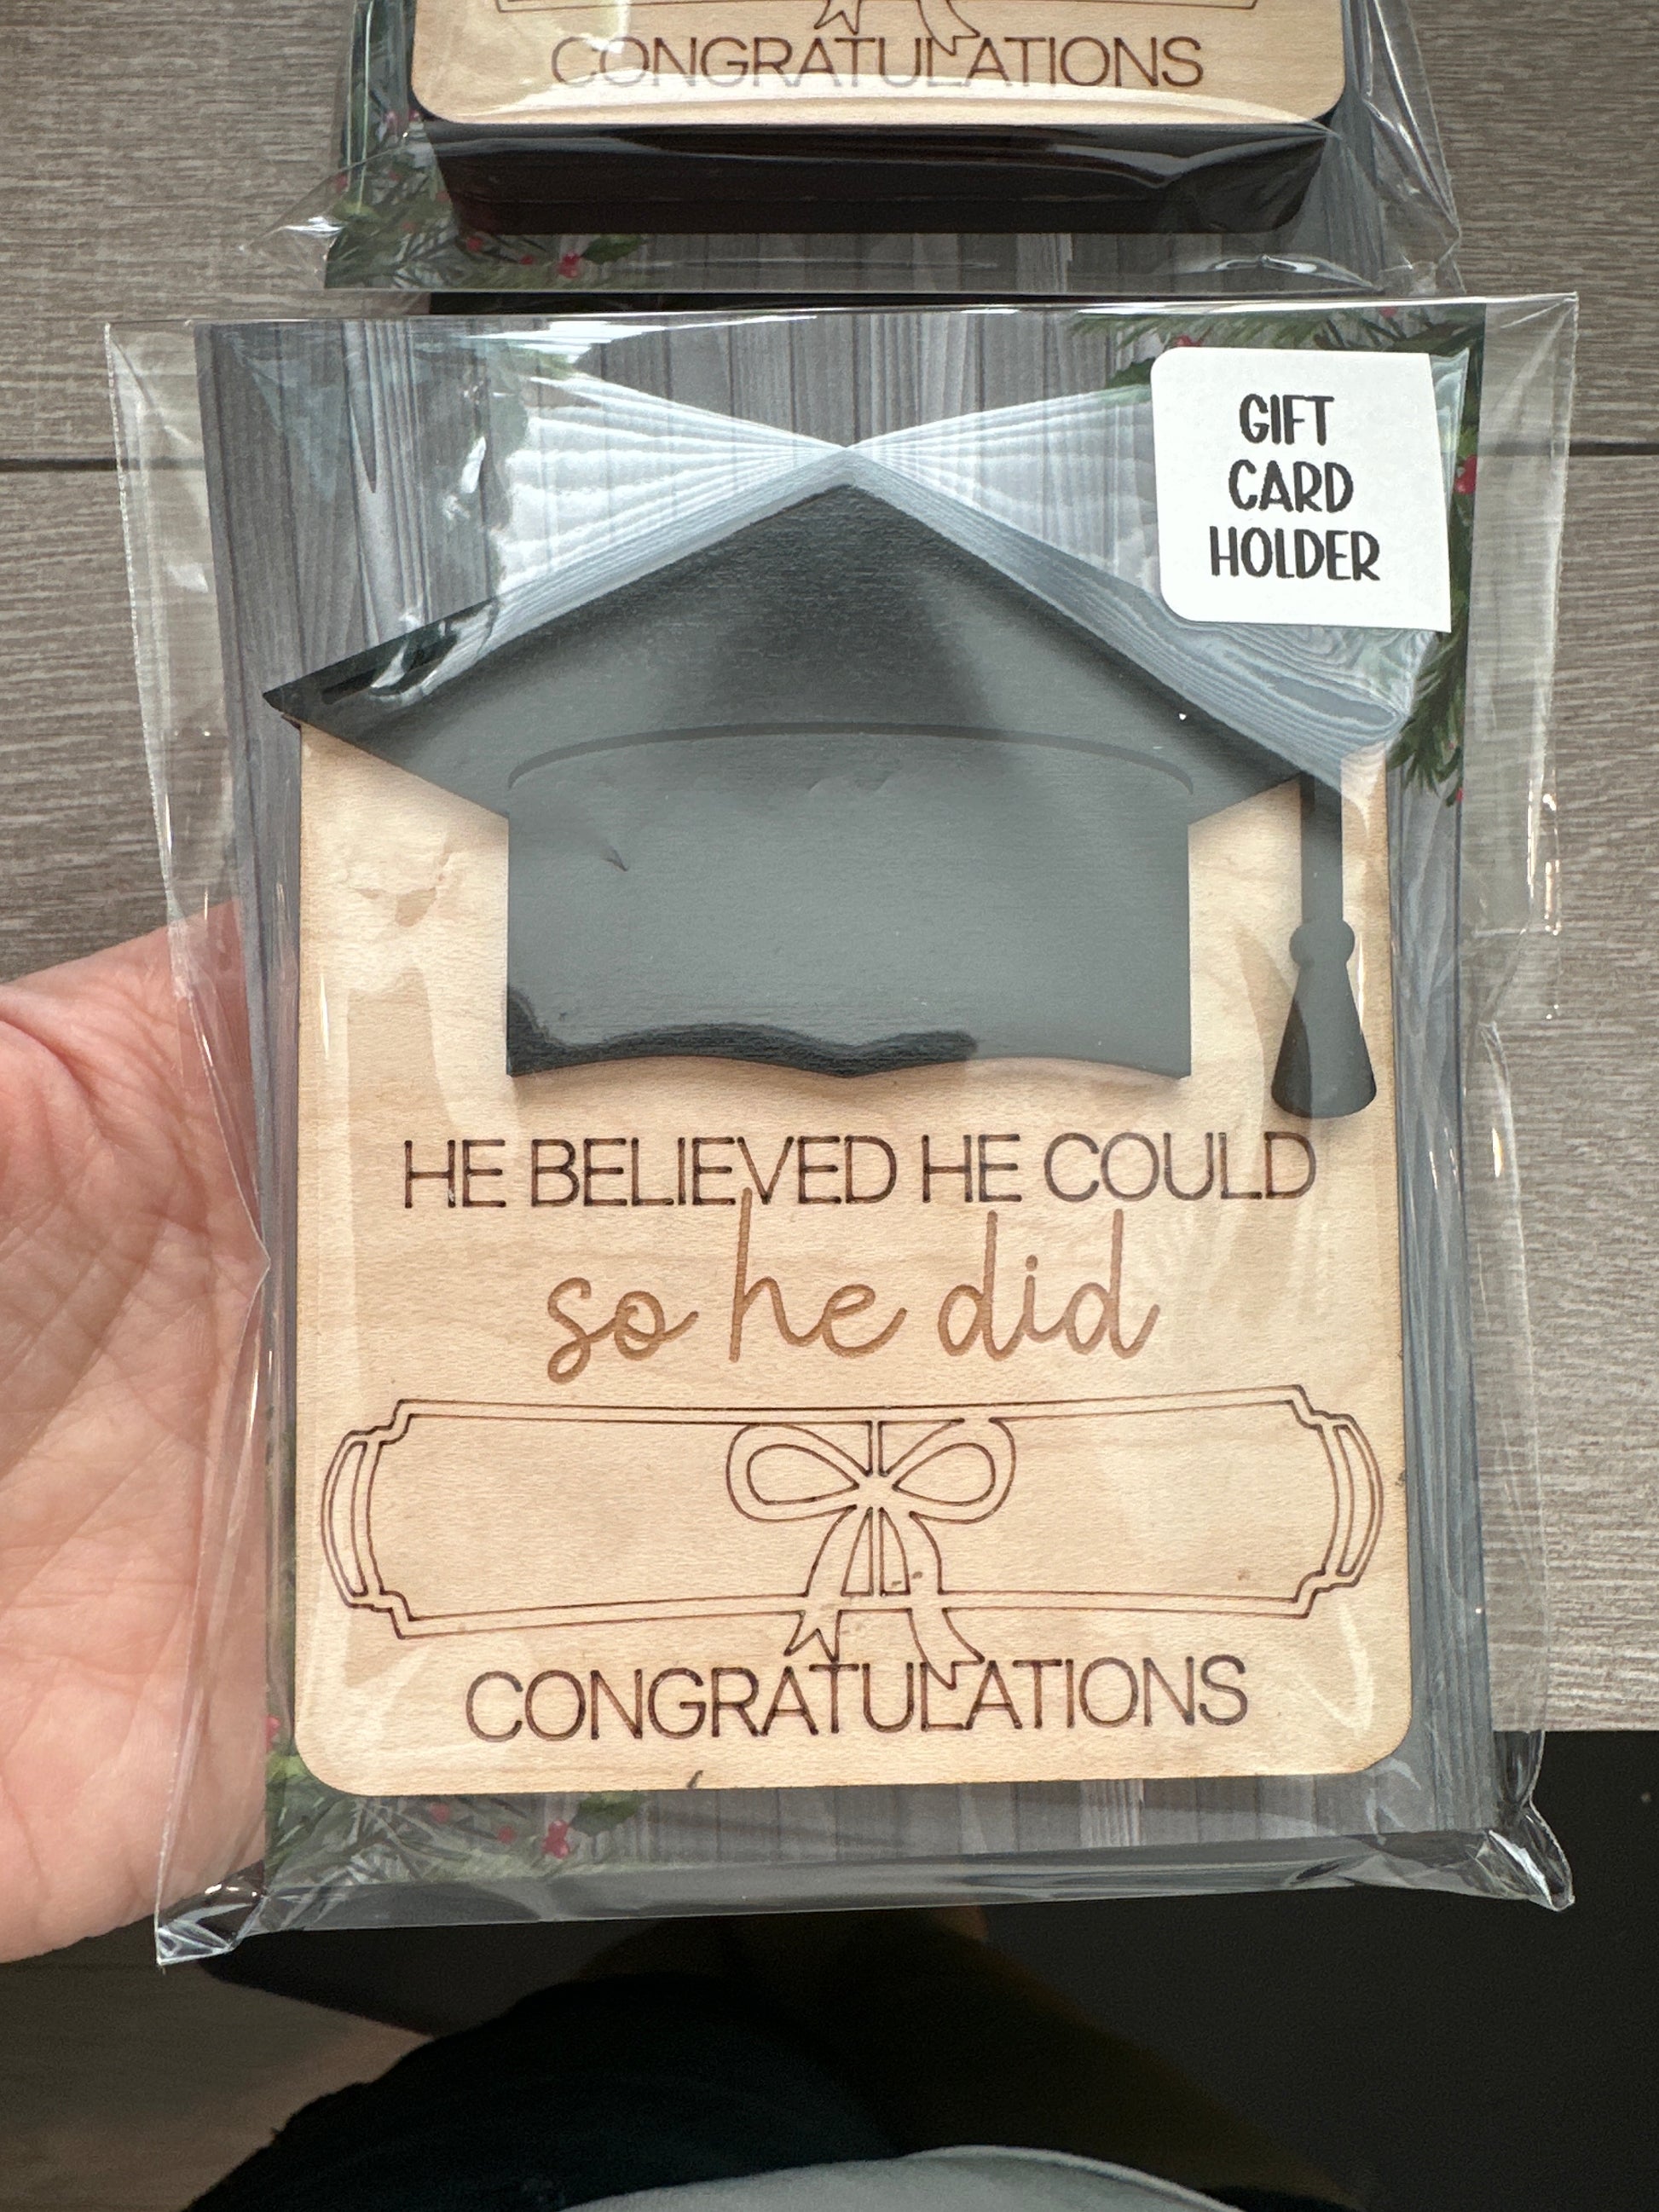 CONGRATULATIONS
GIFT
CARD
HOLDER
HE BELIEVED HE COULD
so he did
CONGRATULATIONS